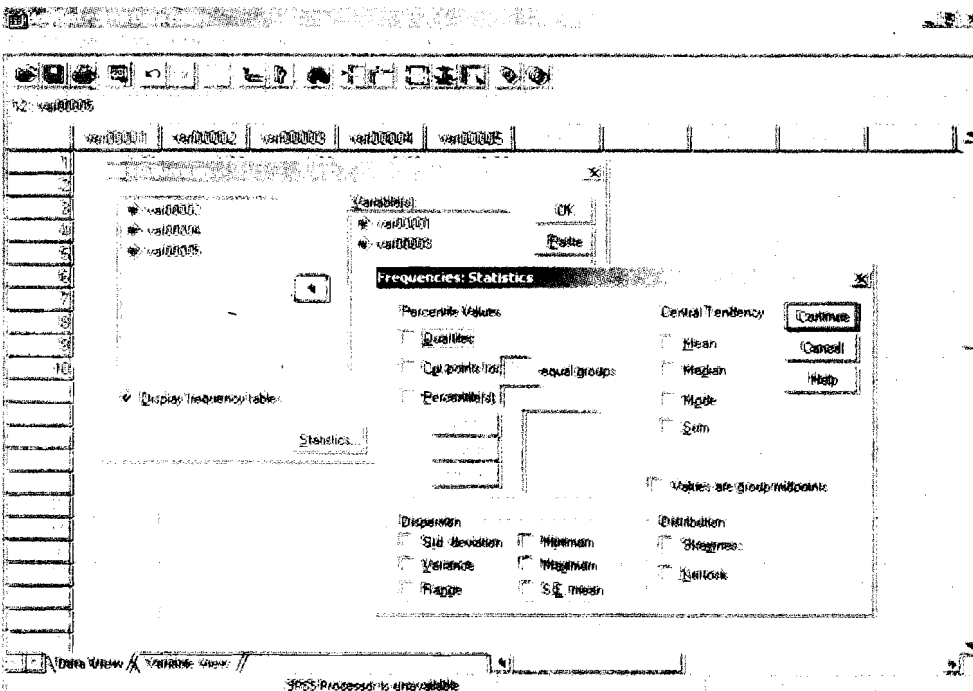 var00001 var00002 var00003 var00004 var00005
Variable(s)
var00001
var00004
var00003
var00005
OK
Paste
Frequencies: Statistics
Percentile Values
Central Tendency
Continue
Quartiles
Mean
Cancel
Cut points for equal groups
Median
Help
Percentile(s)
Mode
Display frequency tables
Sum
Statistics...
Values are group midpoints
Dispersion
Distribution
Std. deviation
Minimum
Skewness
Variance
Maximum
Kurtosis
Range
S.E. mean
Data View
Variable View
SPSS Processor is unavailable